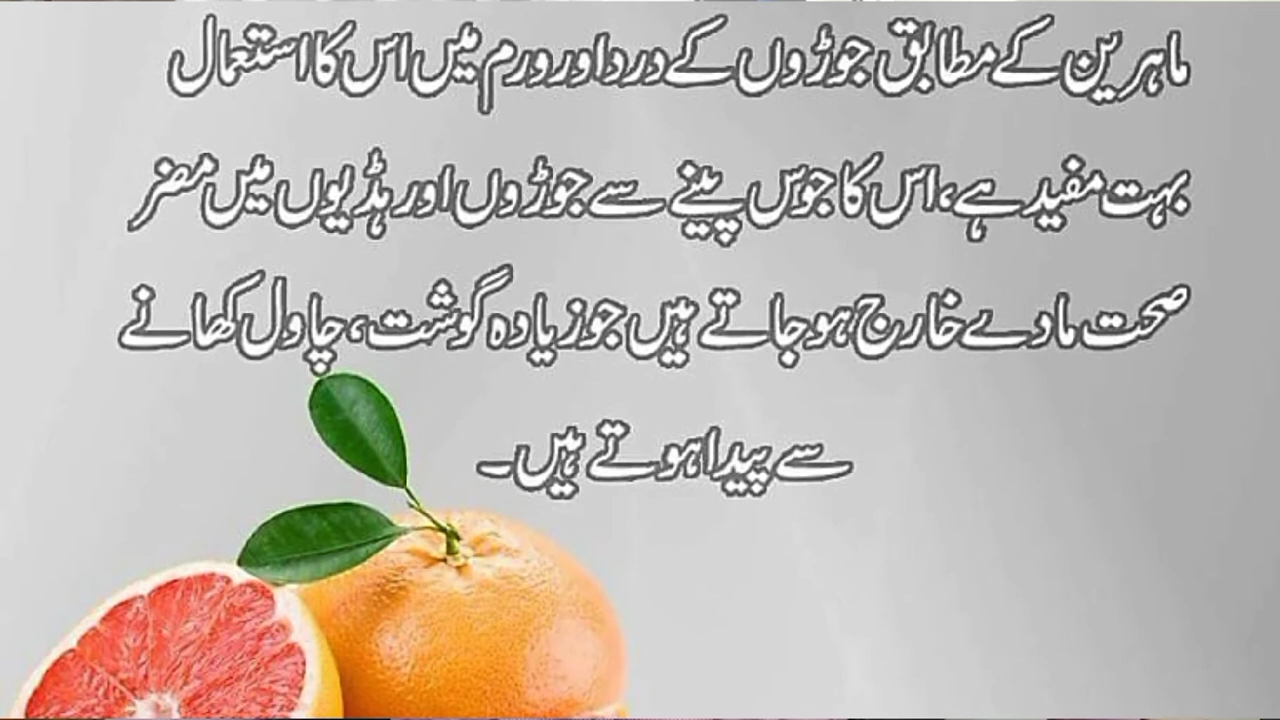 ماہرین کے مطابق جوڑوں کے درد اور ورم میں اس کا استعمال
بہت مفید ہے، اس کا جوس پینے سے جوڑوں اور ہڈیوں میں مضر
صحت مادے خارج ہو جاتے ہیں جو زیادہ گوشت، چاول کھانے
سے پیدا ہوتے ہیں۔